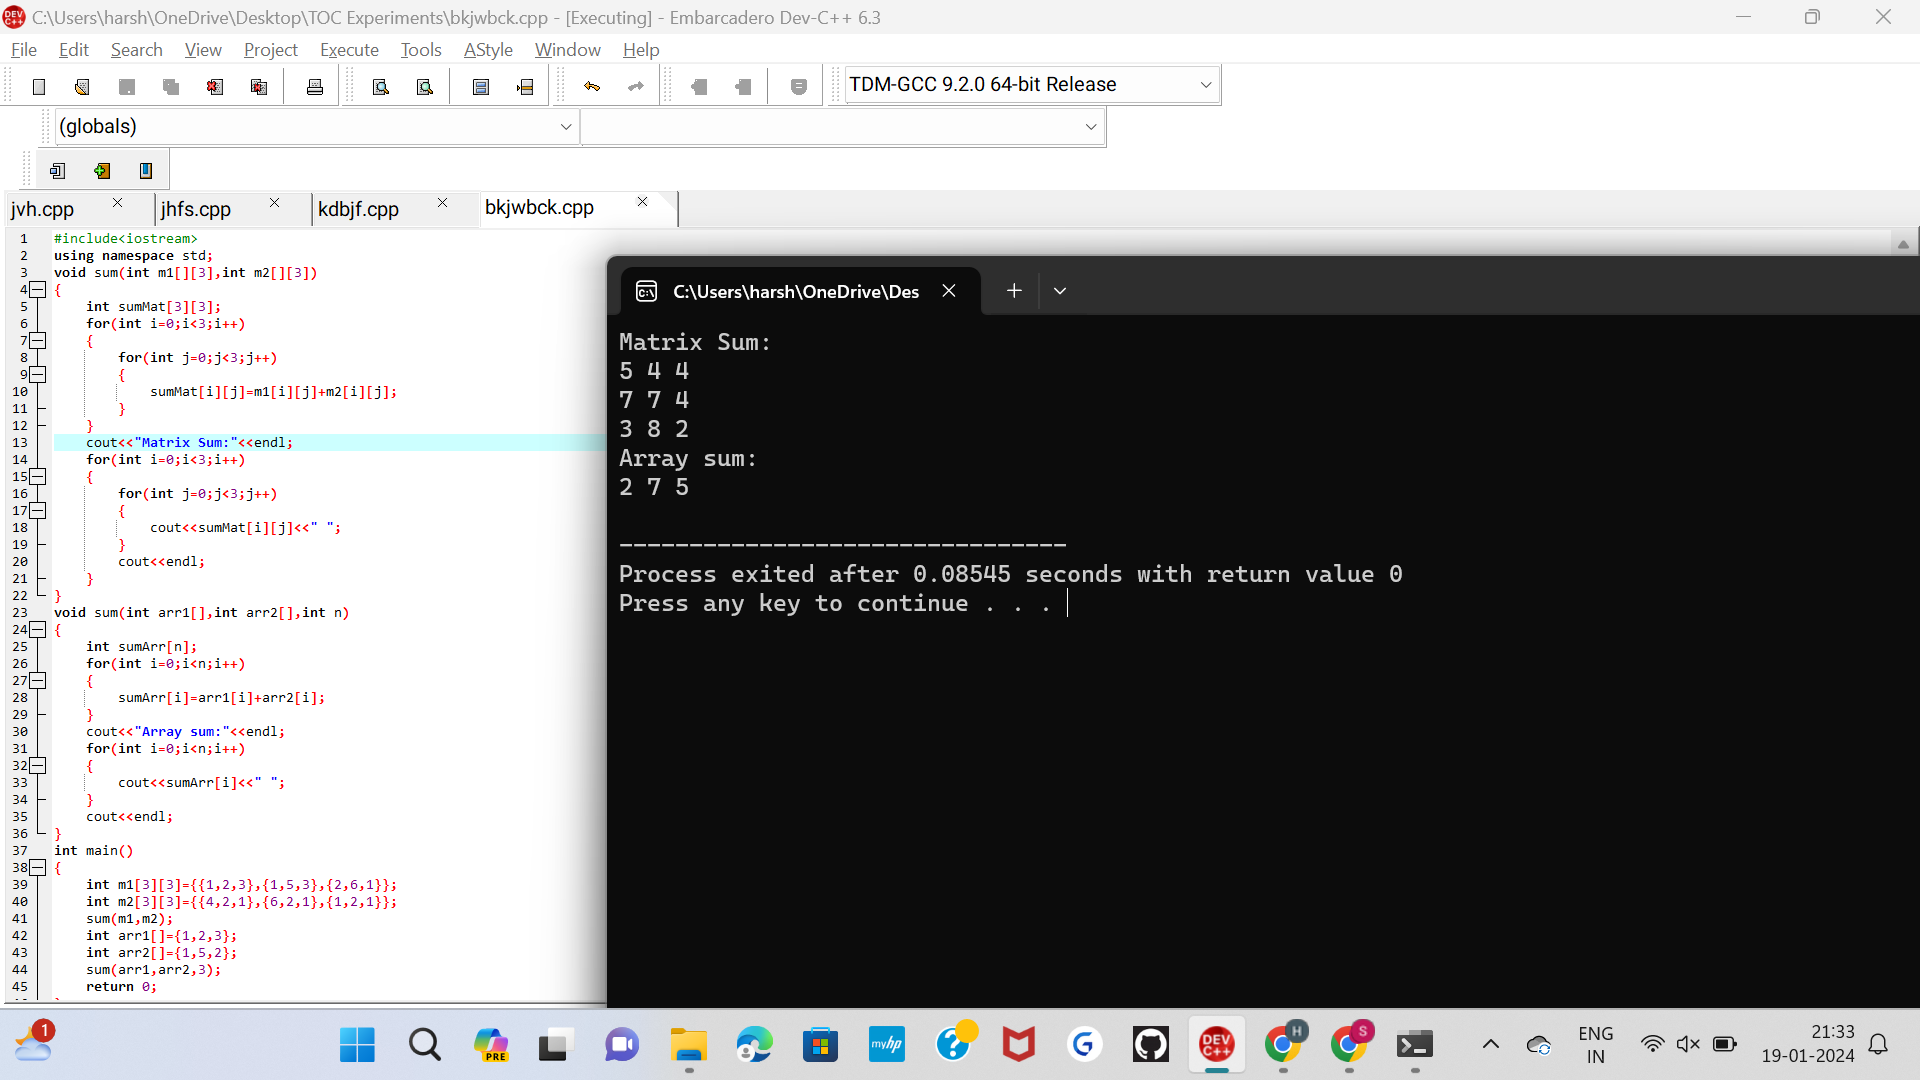 C:\Users\harsh\OneDrive\Desktop\TOC Experiments\bkjwbck.cpp - [Executing] - Embarcadero Dev-C++ 6.3
File Edit Search View Project Execute Tools AStyle Window Help
TDM-GCC 9.2.0 64-bit Release
(globals)
jvh.cpp jhfs.cpp kdbjf.cpp bkjwbck.cpp
1 #include<iostream>
2 using namespace std;
3 void sum(int m1[][3],int m2[][3])
4 {
5 int sumMat[3][3];
6 for(int i=0;i<3;i++)
7 {
8 for(int j=0;j<3;j++)
9 {
10 sumMat[i][j]=m1[i][j]+m2[i][j];
11 }
12 }
13 cout<<"Matrix Sum:"<<endl;
14 for(int i=0;i<3;i++)
15 {
16 for(int j=0;j<3;j++)
17 {
18 cout<<sumMat[i][j]<<" ";
19 }
20 cout<<endl;
21 }
22 }
23 void sum(int arr1[],int arr2[],int n)
24 {
25 int sumArr[n];
26 for(int i=0;i<n;i++)
27 {
28 sumArr[i]=arr1[i]+arr2[i];
29 }
30 cout<<"Array sum:"<<endl;
31 for(int i=0;i<n;i++)
32 {
33 cout<<sumArr[i]<<" ";
34 }
35 cout<<endl;
36 }
37 int main()
38 {
39 int m1[3][3]={{1,2,3},{1,5,3},{2,6,1}};
40 int m2[3][3]={{4,2,1},{6,2,1},{1,2,1}};
41 sum(m1,m2);
42 int arr1[]={1,2,3};
43 int arr2[]={1,5,2};
44 sum(arr1,arr2,3);
45 return 0;
C:\Users\harsh\OneDrive\Des
Matrix Sum:
5 4 4
7 7 4
3 8 2
Array sum:
2 7 5
--------------------------------
Process exited after 0.08545 seconds with return value 0
Press any key to continue . . .
1
PRE
myhp
G
DEV C++
H
S
ENG
IN
21:33
19-01-2024